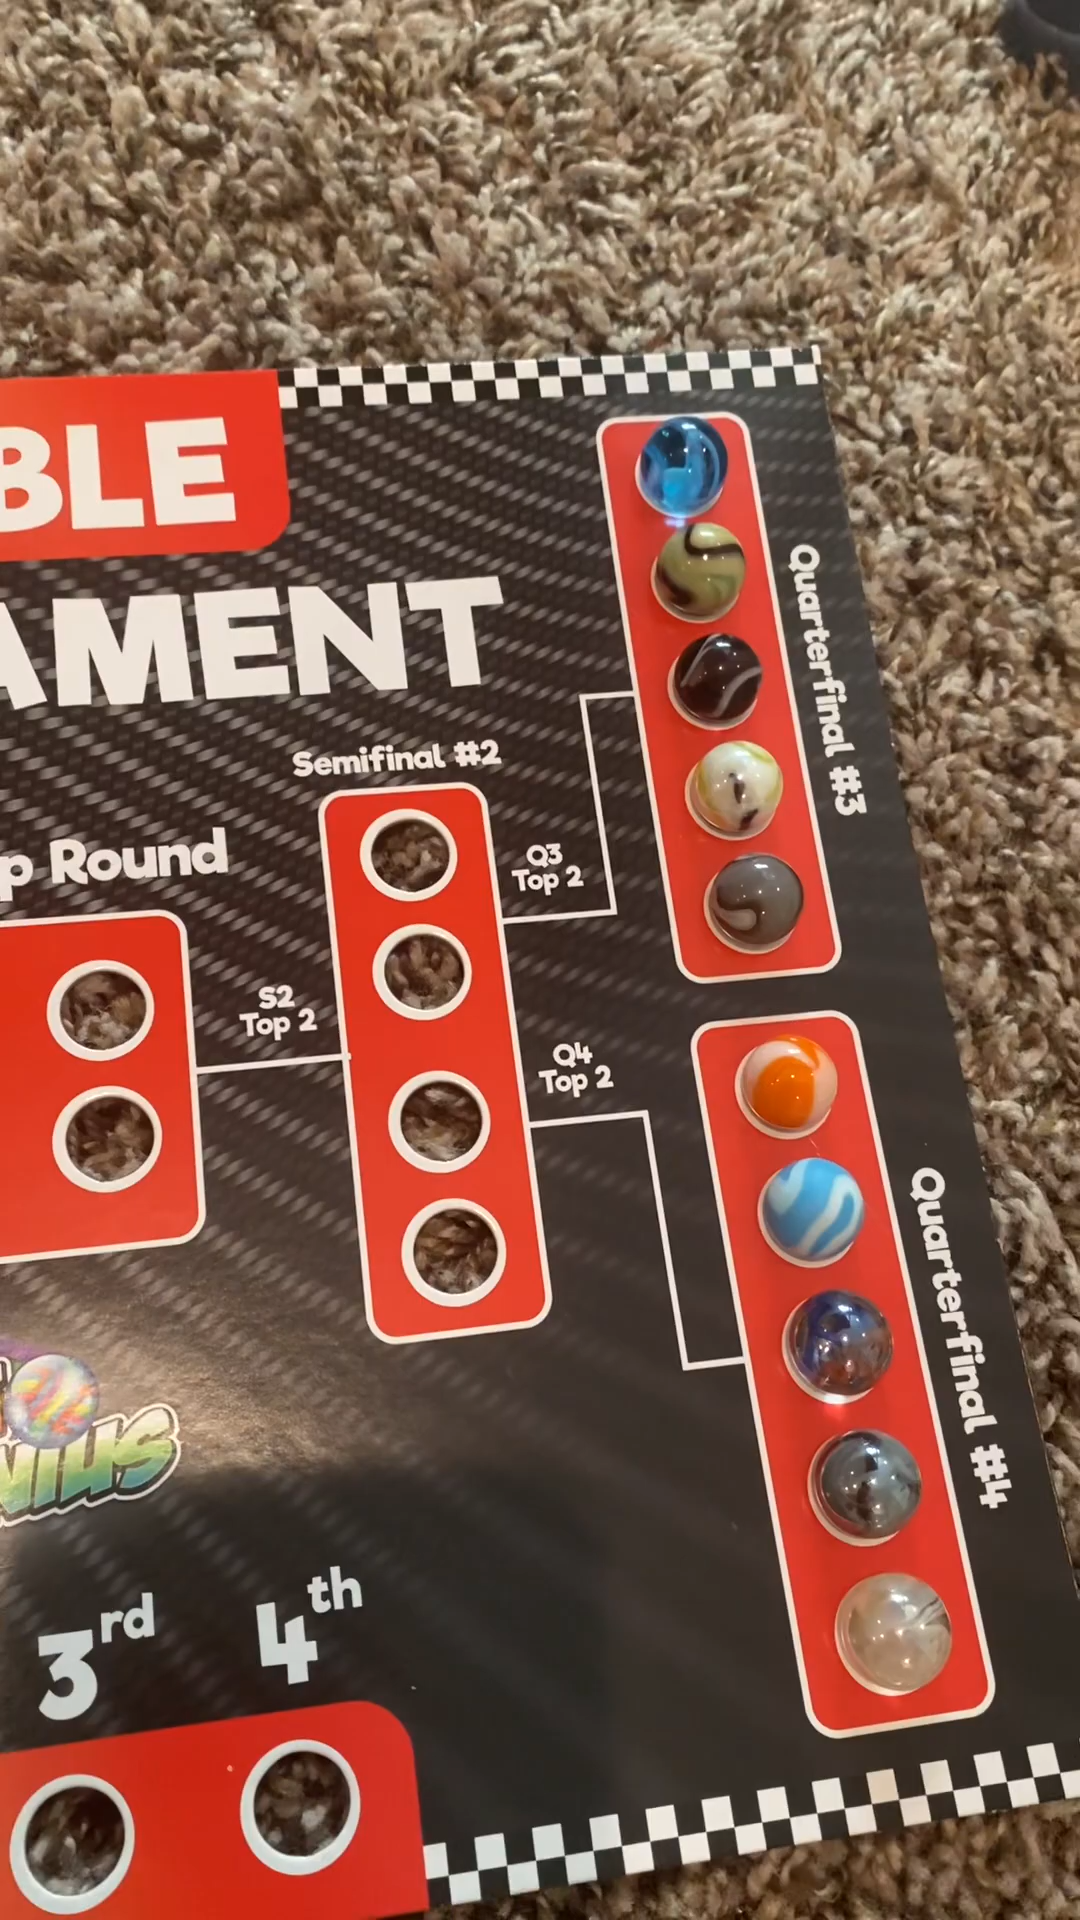 BLE
AMENT
Semifinal #2
p Round
Q3
Top 2
S2
Top 2
Q4
Top 2
Quarterfinal #3
Quarterfinal #4
NIUS
3rd
4th